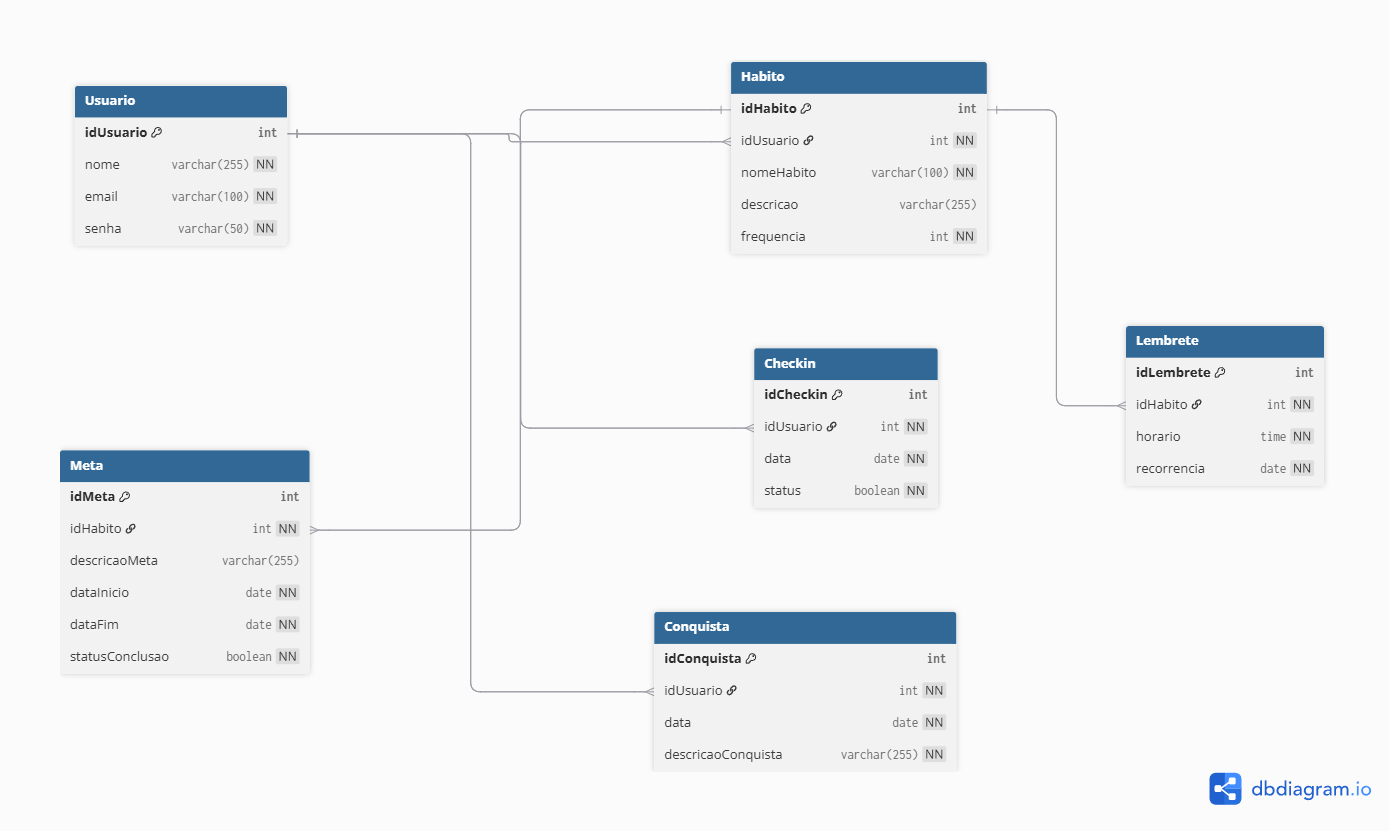 Usuario
idUsuario int
nome varchar(255) NN
email varchar(100) NN
senha varchar(50) NN
Habito
idHabito int
idUsuario int NN
nomeHabito varchar(100) NN
descricao varchar(255)
frequencia int NN
Lembrete
idLembrete int
idHabito int NN
horario time NN
recorrencia date NN
Checkin
idCheckin int
idUsuario int NN
data date NN
status boolean NN
Meta
idMeta int
idHabito int NN
descricaoMeta varchar(255)
dataInicio date NN
dataFim date NN
statusConclusao boolean NN
Conquista
idConquista int
idUsuario int NN
data date NN
descricaoConquista varchar(255) NN
dbdiagram.io